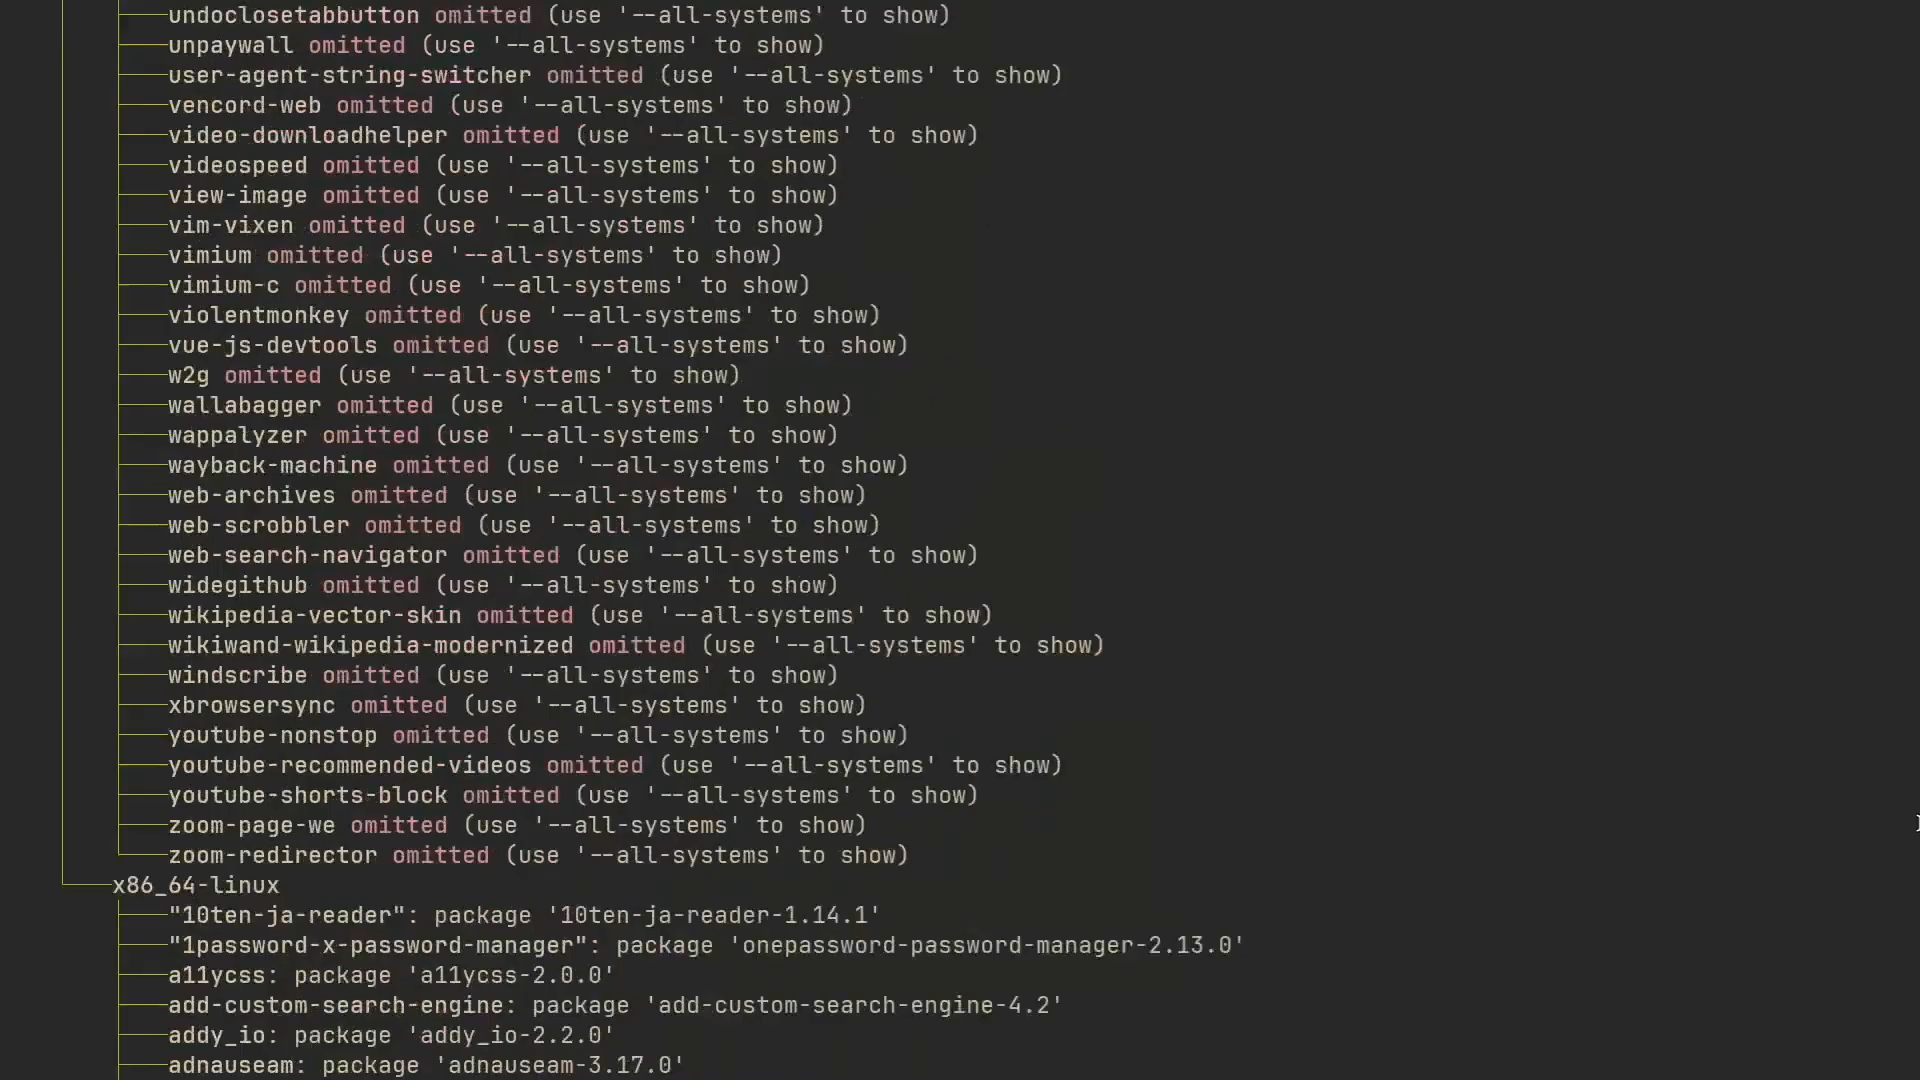 undoclosetabbutton omitted (use '--all-systems' to show)
unpaywall omitted (use '--all-systems' to show)
user-agent-string-switcher omitted (use '--all-systems' to show)
vencord-web omitted (use '--all-systems' to show)
video-downloadhelper omitted (use '--all-systems' to show)
videospeed omitted (use '--all-systems' to show)
view-image omitted (use '--all-systems' to show)
vim-vixen omitted (use '--all-systems' to show)
vimium omitted (use '--all-systems' to show)
vimium-c omitted (use '--all-systems' to show)
violentmonkey omitted (use '--all-systems' to show)
vue-js-devtools omitted (use '--all-systems' to show)
w2g omitted (use '--all-systems' to show)
wallabagger omitted (use '--all-systems' to show)
wappalyzer omitted (use '--all-systems' to show)
wayback-machine omitted (use '--all-systems' to show)
web-archives omitted (use '--all-systems' to show)
web-scrobbler omitted (use '--all-systems' to show)
web-search-navigator omitted (use '--all-systems' to show)
widegithub omitted (use '--all-systems' to show)
wikipedia-vector-skin omitted (use '--all-systems' to show)
wikiwand-wikipedia-modernized omitted (use '--all-systems' to show)
windscribe omitted (use '--all-systems' to show)
xbrowsersync omitted (use '--all-systems' to show)
youtube-nonstop omitted (use '--all-systems' to show)
youtube-recommended-videos omitted (use '--all-systems' to show)
youtube-shorts-block omitted (use '--all-systems' to show)
zoom-page-we omitted (use '--all-systems' to show)
zoom-redirector omitted (use '--all-systems' to show)
x86_64-linux
"10ten-ja-reader": package '10ten-ja-reader-1.14.1'
"1password-x-password-manager": package 'onepassword-password-manager-2.13.0'
a11ycss: package 'a11ycss-2.0.0'
add-custom-search-engine: package 'add-custom-search-engine-4.2'
addy_io: package 'addy_io-2.2.0'
adnauseam: package 'adnauseam-3.17.0'